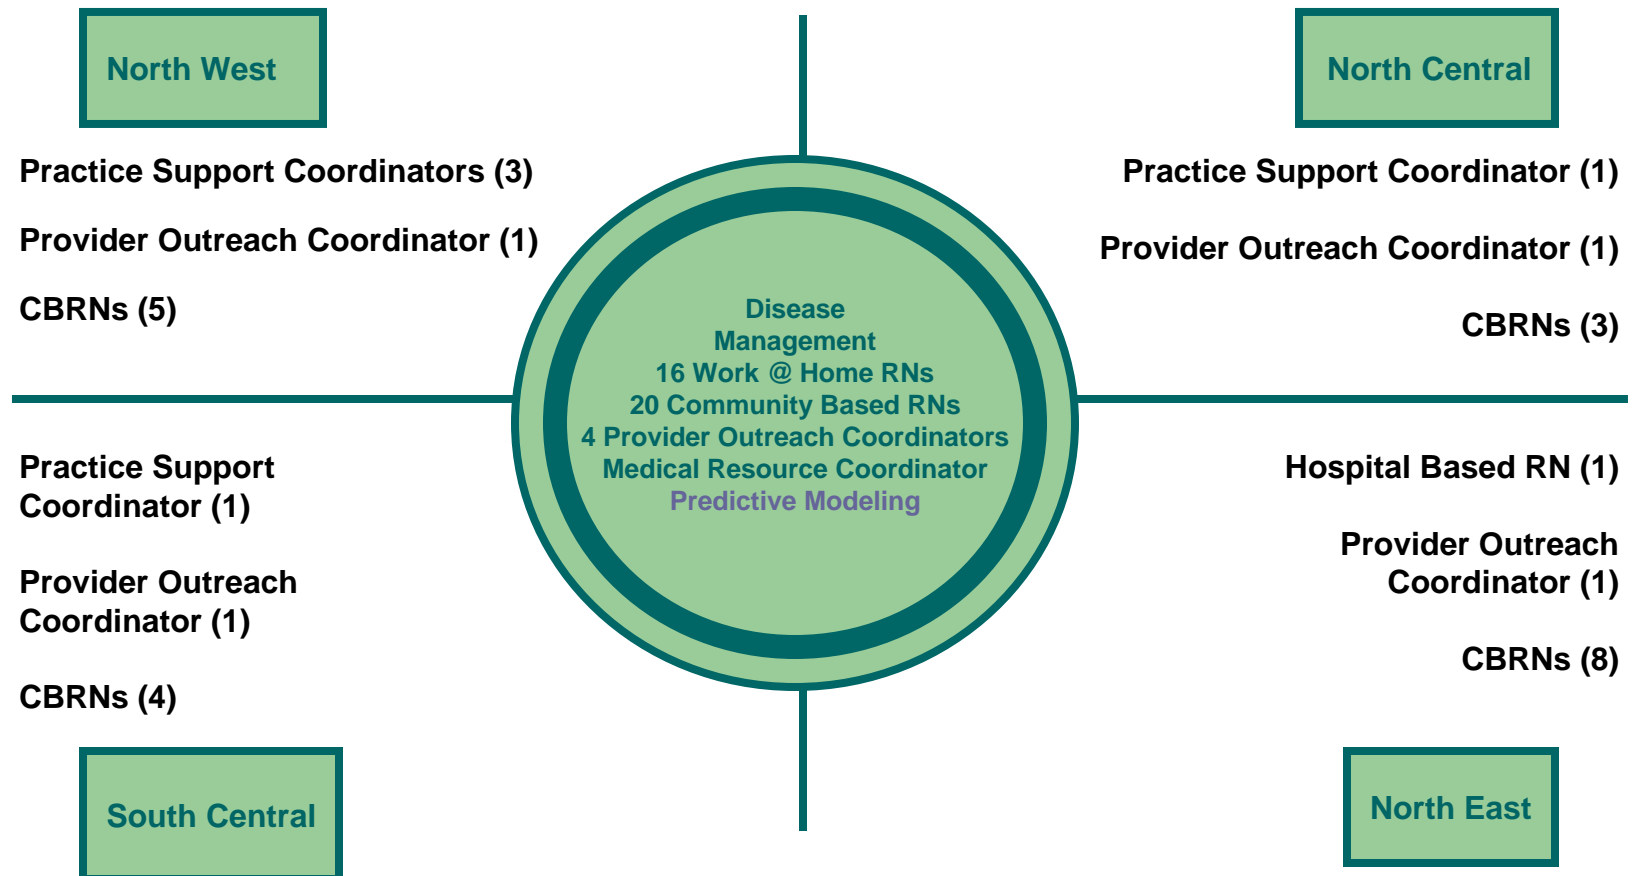 North West
Practice Support Coordinators (3)
Provider Outreach Coordinator (1)
CBRNs (5)
North Central
Practice Support Coordinator (1)
Provider Outreach Coordinator (1)
CBRNs (3)
Disease
Management
16 Work @ Home RNs
20 Community Based RNs
4 Provider Outreach Coordinators
Medical Resource Coordinator
Predictive Modeling
Practice Support
Coordinator (1)
Provider Outreach
Coordinator (1)
CBRNs (4)
South Central
Hospital Based RN (1)
Provider Outreach
Coordinator (1)
CBRNs (8)
North East